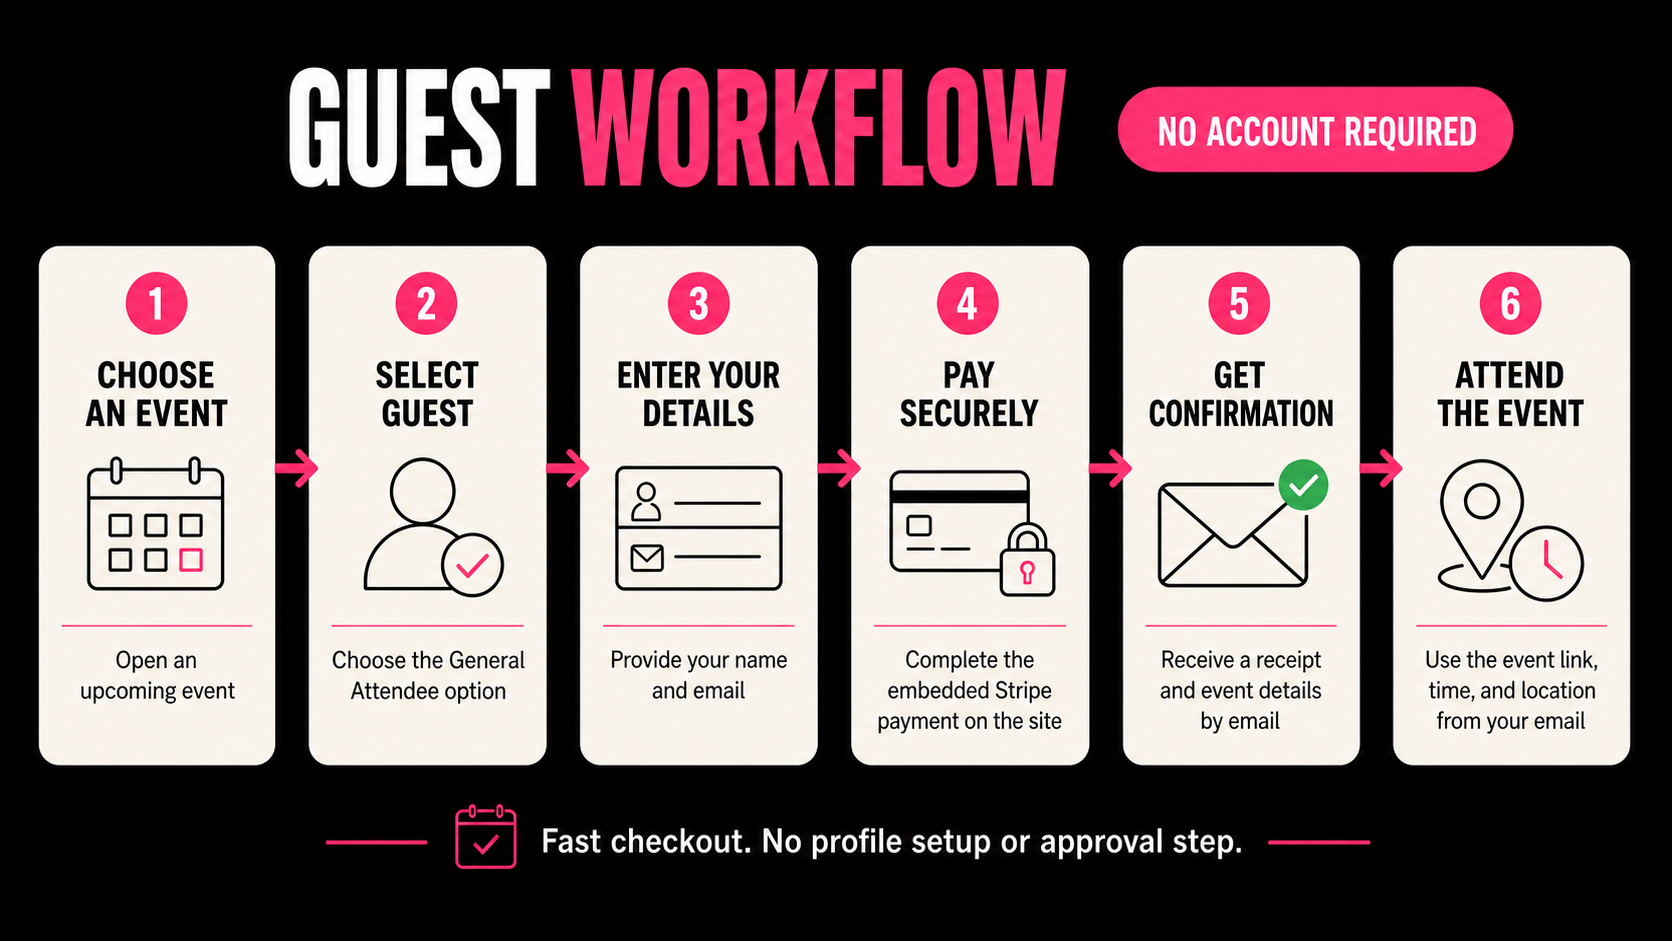 GUEST WORKFLOW
NO ACCOUNT REQUIRED
1
CHOOSE
AN EVENT
Open an
upcoming event
2
SELECT
GUEST
Choose the General
Attendee option
3
ENTER YOUR
DETAILS
Provide your name
and email
4
PAY
SECURELY
Complete the
embedded Stripe
payment on the site
5
GET
CONFIRMATION
Receive a receipt
and event details
by email
6
ATTEND
THE EVENT
Use the event link,
time, and location
from your email
Fast checkout. No profile setup or approval step.